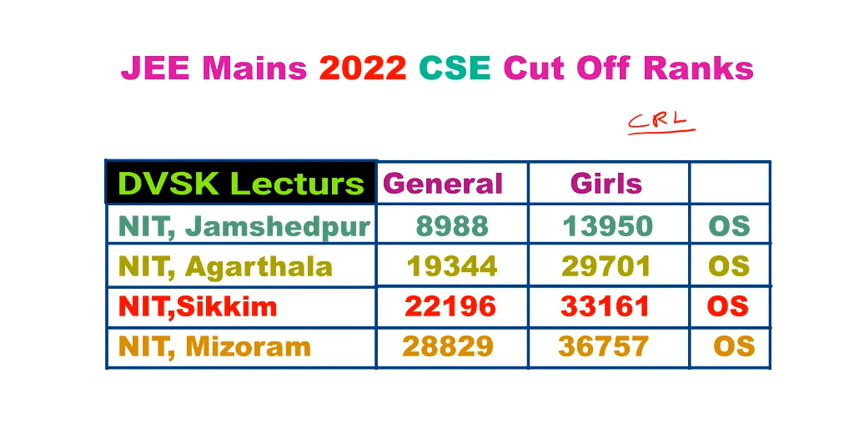 JEE Mains 2022 CSE Cut Off Ranks
CRL
DVSK Lecturs General Girls
NIT, Jamshedpur 8988 13950 OS
NIT, Agarthala 19344 29701 OS
NIT,Sikkim 22196 33161 OS
NIT, Mizoram 28829 36757 OS